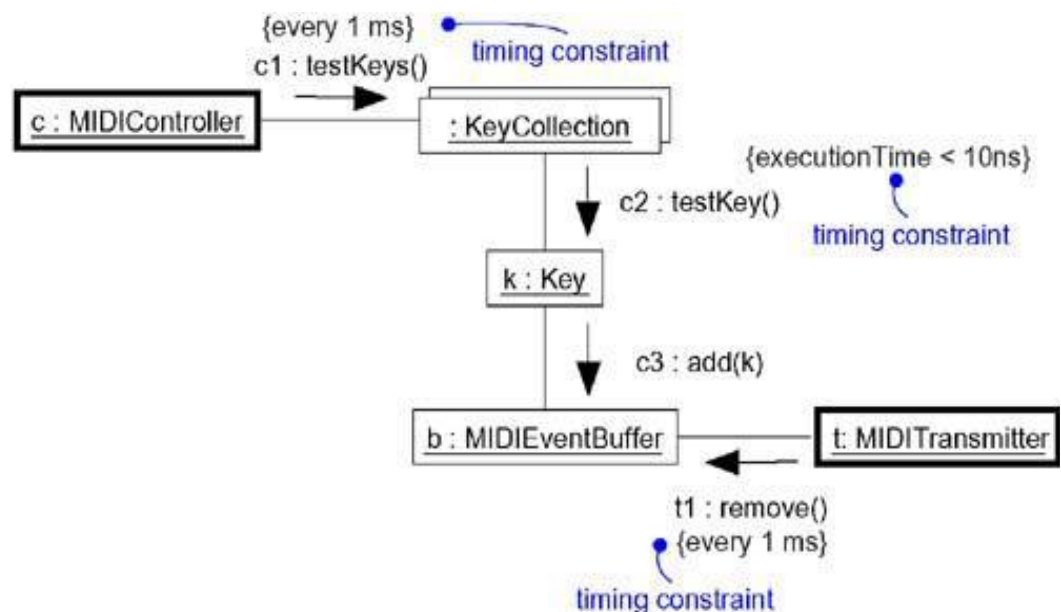 {every 1 ms}
timing constraint
c1 : testKeys()
c : MIDIController
: KeyCollection
{executionTime < 10ns}
c2 : testKey()
timing constraint
k : Key
c3 : add(k)
b : MIDIEventBuffer
t: MIDITransmitter
t1 : remove()
{every 1 ms}
timing constraint